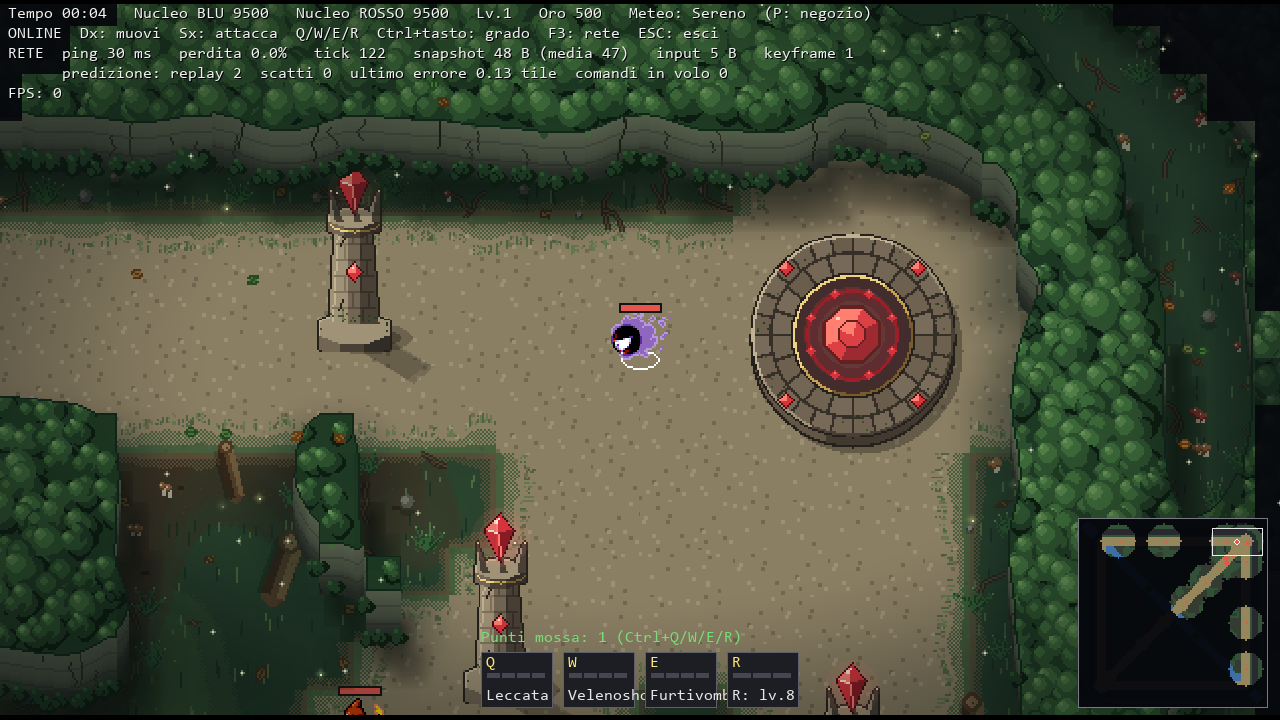 Tempo 00:04   Nucleo BLU 9500   Nucleo ROSSO 9500   Lv.1   Oro 500   Meteo: Sereno  (P: negozio)
ONLINE  Dx: muovi  Sx: attacca  Q/W/E/R  Ctrl+tasto: grado  F3: rete  ESC: esci
RETE  ping 30 ms   perdita 0.0%   tick 122   snapshot 48 B (media 47)   input 5 B   keyframe 1
predizione: replay 2  scatti 0  ultimo errore 0.13 tile  comandi in volo 0
FPS: 0
Punti mossa: 1 (Ctrl+Q/W/E/R)
Q W E R
Leccata Velenosho Furtivomb R: lv.8